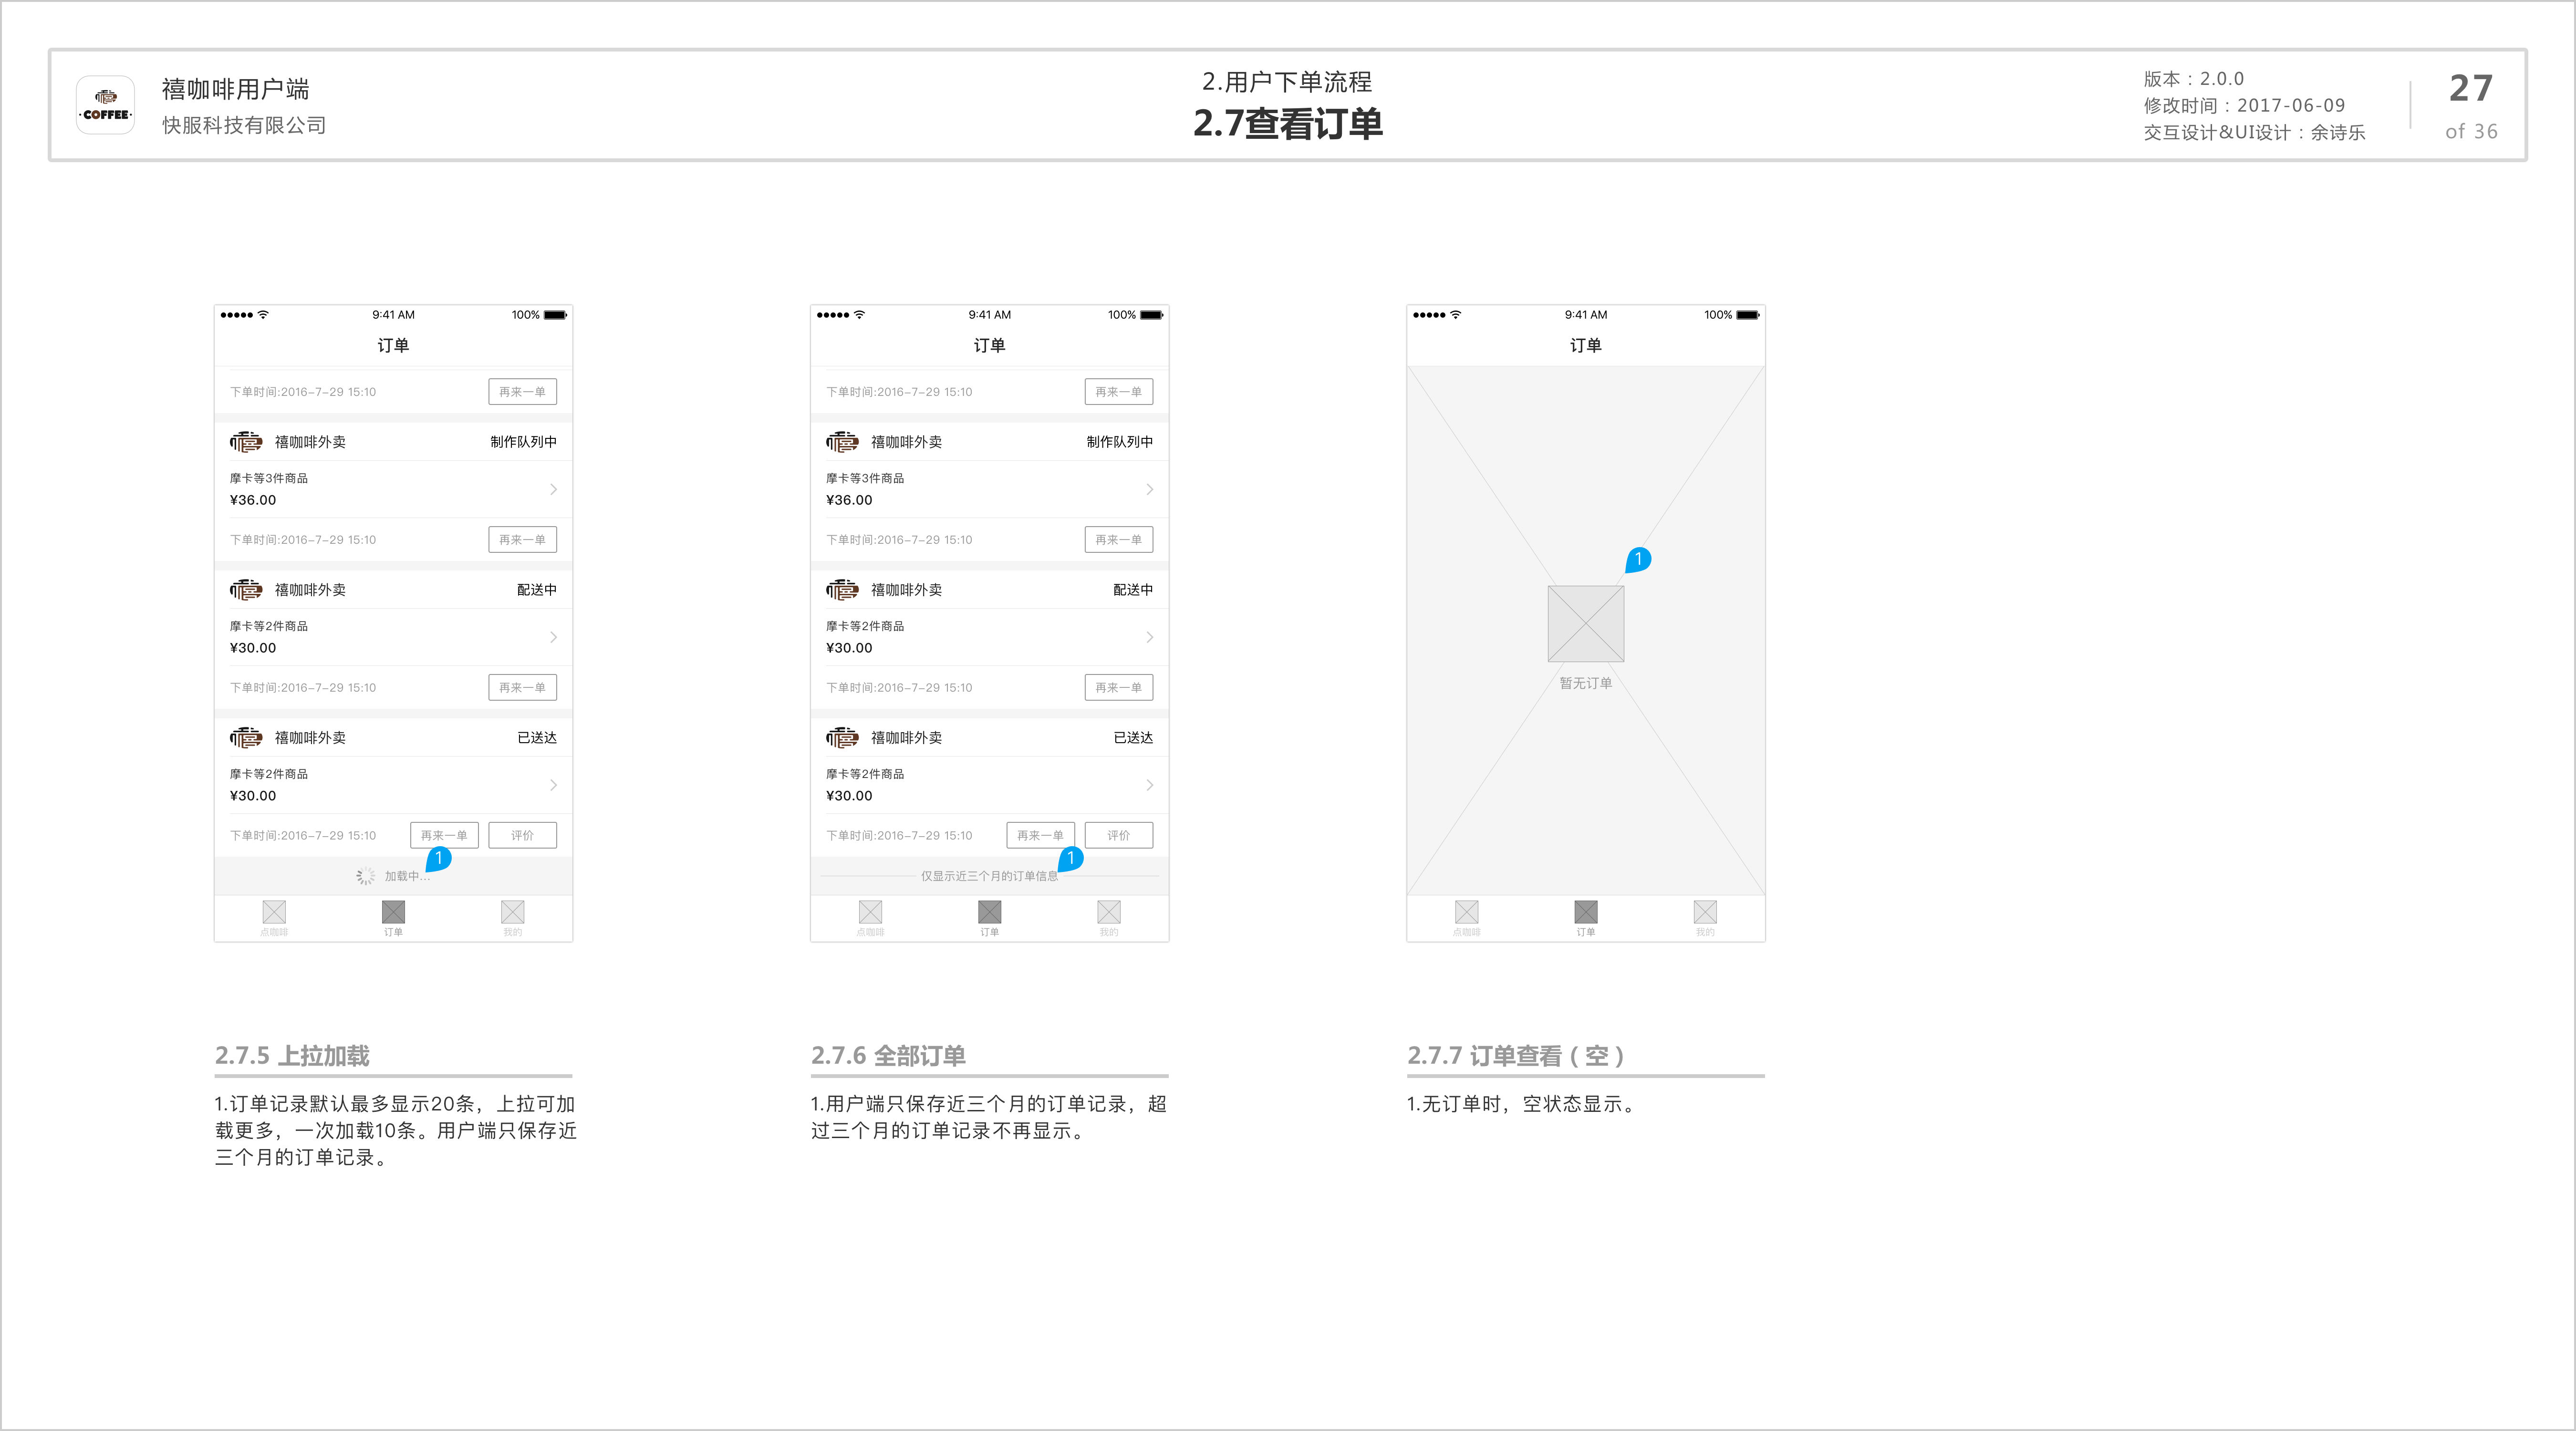 COFFEE
禧咖啡用户端
快服科技有限公司
2.用户下单流程
2.7查看订单
版本：2.0.0
修改时间：2017-06-09
交互设计&UI设计：余诗乐
27
of 36
9:41 AM 100%
订单
下单时间:2016-7-29 15:10 再来一单
禧咖啡外卖 制作队列中
摩卡等3件商品
¥36.00
下单时间:2016-7-29 15:10 再来一单
禧咖啡外卖 配送中
摩卡等2件商品
¥30.00
下单时间:2016-7-29 15:10 再来一单
禧咖啡外卖 已送达
摩卡等2件商品
¥30.00
下单时间:2016-7-29 15:10 再来一单 评价
1
加载中...
点咖啡 订单 我的
9:41 AM 100%
订单
下单时间:2016-7-29 15:10 再来一单
禧咖啡外卖 制作队列中
摩卡等3件商品
¥36.00
下单时间:2016-7-29 15:10 再来一单
禧咖啡外卖 配送中
摩卡等2件商品
¥30.00
下单时间:2016-7-29 15:10 再来一单
禧咖啡外卖 已送达
摩卡等2件商品
¥30.00
下单时间:2016-7-29 15:10 再来一单 评价
1
仅显示近三个月的订单信息
点咖啡 订单 我的
9:41 AM 100%
订单
1
暂无订单
点咖啡 订单 我的
2.7.5 上拉加载
1.订单记录默认最多显示20条，上拉可加
载更多，一次加载10条。用户端只保存近
三个月的订单记录。
2.7.6 全部订单
1.用户端只保存近三个月的订单记录，超
过三个月的订单记录不再显示。
2.7.7 订单查看（空）
1.无订单时，空状态显示。